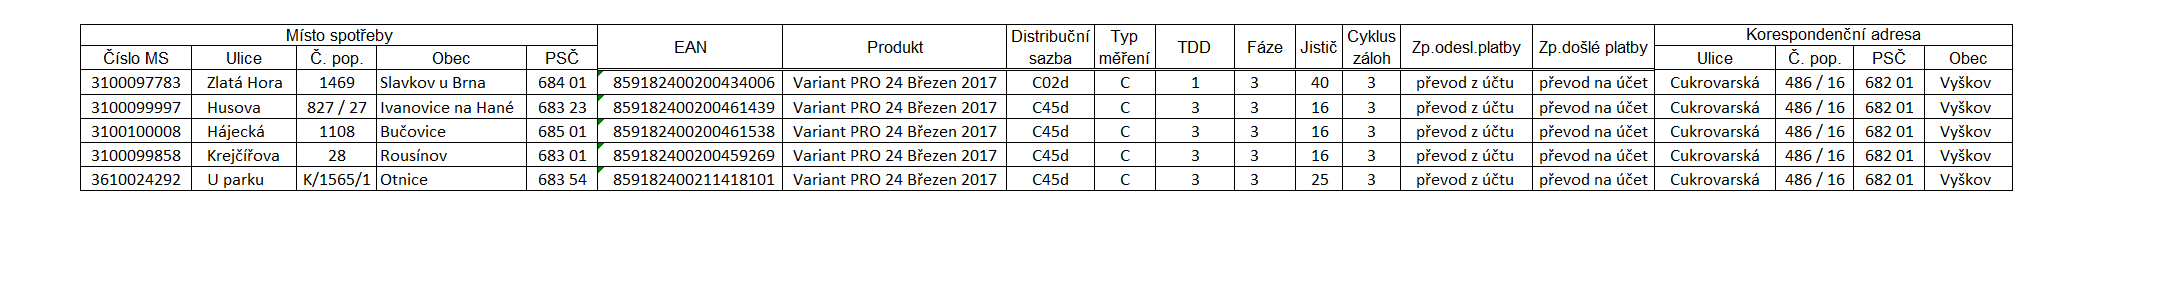 Místo spotřeby EAN Produkt Distribuční sazba Typ měření TDD Fáze Jistič Cyklus záloh Zp.odesl.platby Zp.došlé platby Korespondenční adresa
Číslo MS Ulice Č. pop. Obec PSČ Ulice Č. pop. PSČ Obec
3100097783 Zlatá Hora 1469 Slavkov u Brna 684 01 859182400200434006 Variant PRO 24 Březen 2017 C02d C 1 3 40 3 převod z účtu převod na účet Cukrovarská 486 / 16 682 01 Vyškov
3100099997 Husova 827 / 27 Ivanovice na Hané 683 23 859182400200461439 Variant PRO 24 Březen 2017 C45d C 3 3 16 3 převod z účtu převod na účet Cukrovarská 486 / 16 682 01 Vyškov
3100100008 Hájecká 1108 Bučovice 685 01 859182400200461538 Variant PRO 24 Březen 2017 C45d C 3 3 16 3 převod z účtu převod na účet Cukrovarská 486 / 16 682 01 Vyškov
3100099858 Krejčířova 28 Rousínov 683 01 859182400200459269 Variant PRO 24 Březen 2017 C45d C 3 3 16 3 převod z účtu převod na účet Cukrovarská 486 / 16 682 01 Vyškov
3610024292 U parku K/1565/1 Otnice 683 54 859182400211418101 Variant PRO 24 Březen 2017 C45d C 3 3 25 3 převod z účtu převod na účet Cukrovarská 486 / 16 682 01 Vyškov